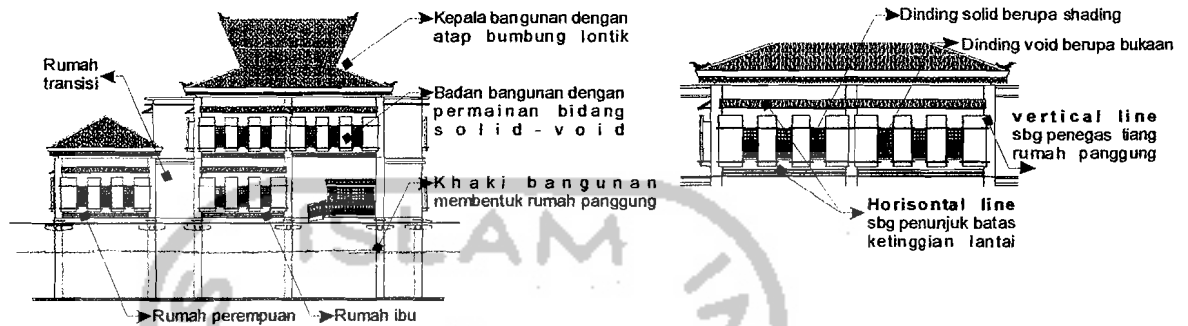 Kepala bangunan dengan
atap bumbung lontik
Rumah
transisi
Badan bangunan dengan
permainan bidang
solid-void
Khaki bangunan
membentuk rumah panggung
Rumah perempuan
Rumah ibu
Dinding solid berupa shading
Dinding void berupa bukaan
vertical line
sbg penegas tiang
rumah panggung
Horisontal line
sbg penunjuk batas
ketinggian lantai
ISLAM